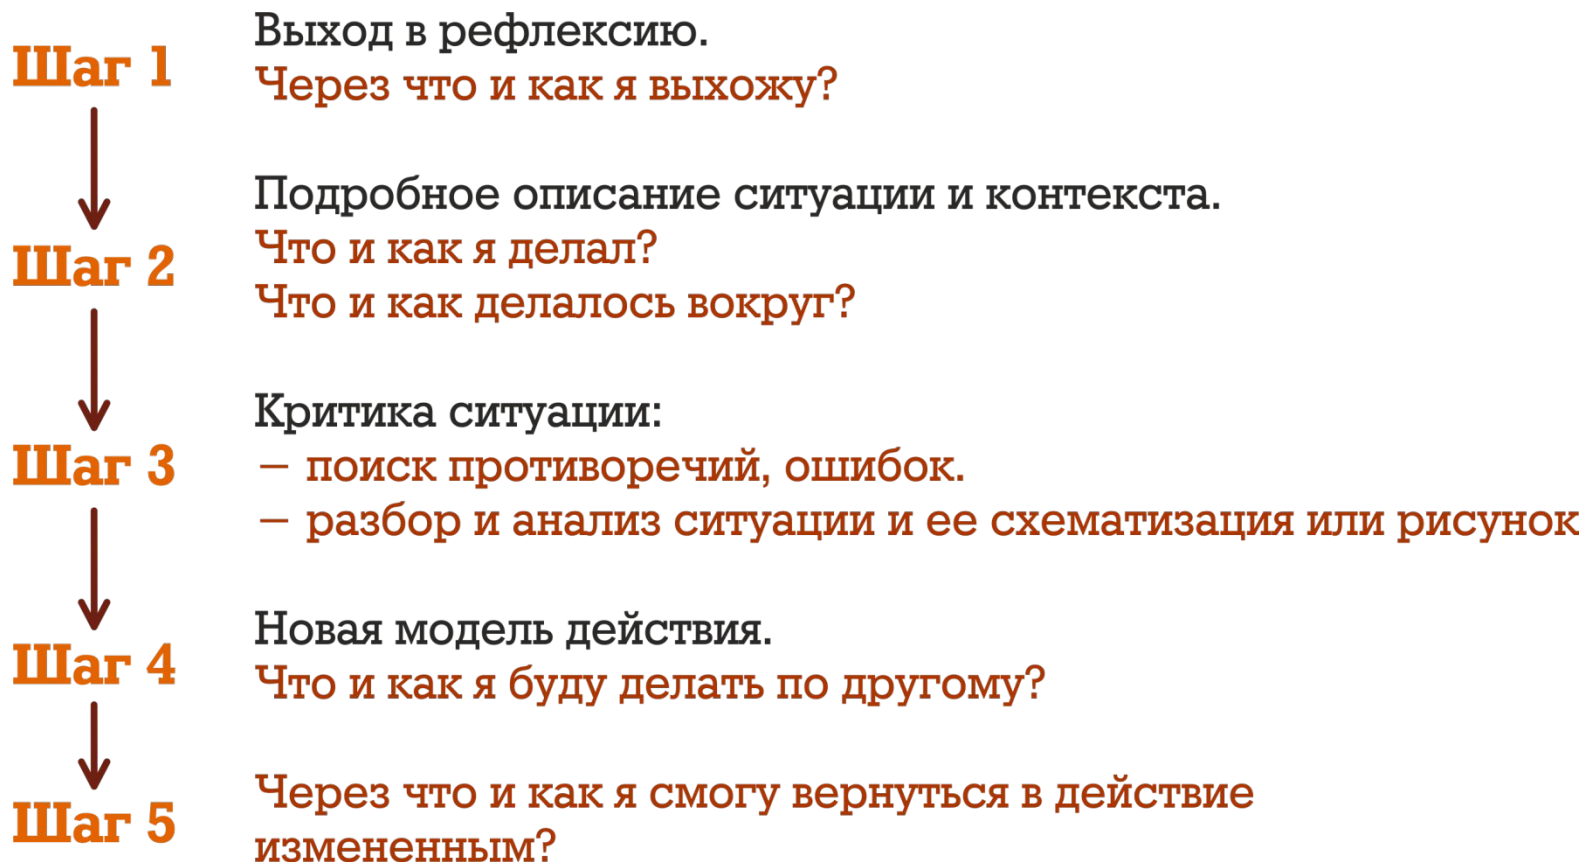 Шаг 1
Выход в рефлексию.
Через что и как я выхожу?
Шаг 2
Подробное описание ситуации и контекста.
Что и как я делал?
Что и как делалось вокруг?
Шаг 3
Критика ситуации:
– поиск противоречий, ошибок.
– разбор и анализ ситуации и ее схематизация или рисунок
Шаг 4
Новая модель действия.
Что и как я буду делать по другому?
Шаг 5
Через что и как я смогу вернуться в действие
измененным?